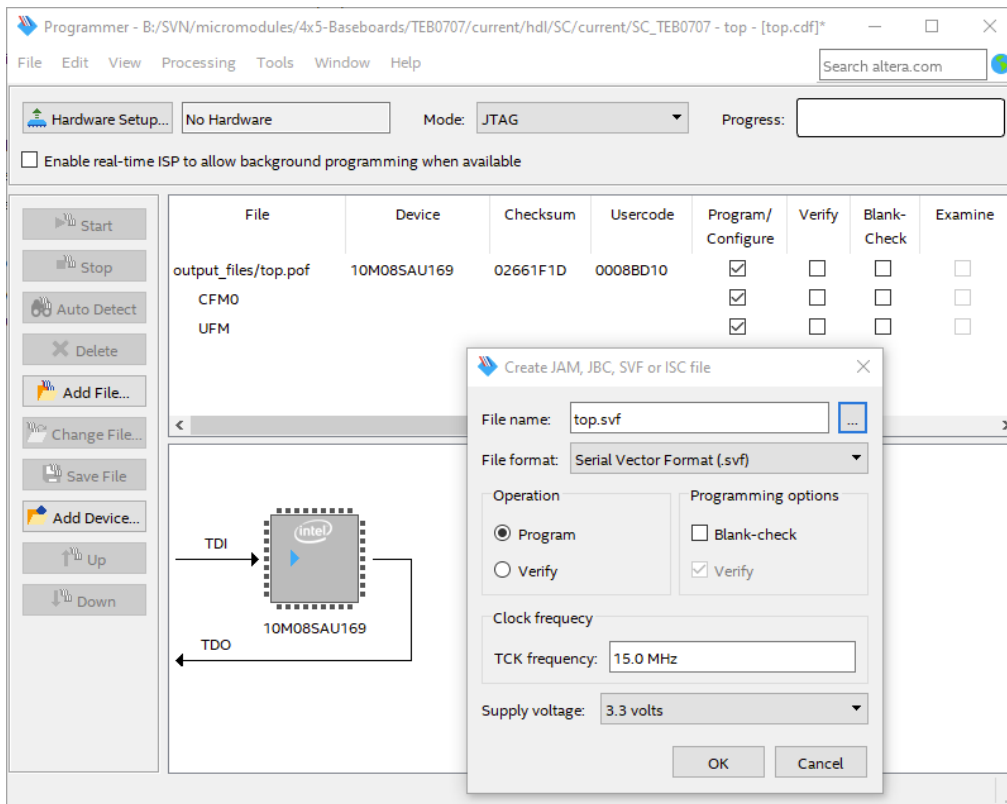 Programmer - B:/SVN/micromodules/4x5-Baseboards/TEB0707/current/hdl/SC/current/SC_TEB0707 - top - [top.cdf]*
File Edit View Processing Tools Window Help
Search altera.com
Hardware Setup... No Hardware Mode: JTAG Progress:
Enable real-time ISP to allow background programming when available
Start
Stop
Auto Detect
Delete
Add File...
Change File...
Save File
Add Device...
Up
Down
File Device Checksum Usercode Program/ Verify Blank- Examine
Configure Check
output_files/top.pof 10M08SAU169 02661F1D 0008BD10
CFM0
UFM
TDI
intel
10M08SAU169
TDO
Create JAM, JBC, SVF or ISC file
File name: top.svf ...
File format: Serial Vector Format (.svf)
Operation Programming options
Program Blank-check
Verify Verify
Clock frequecy
TCK frequency: 15.0 MHz
Supply voltage: 3.3 volts
OK Cancel